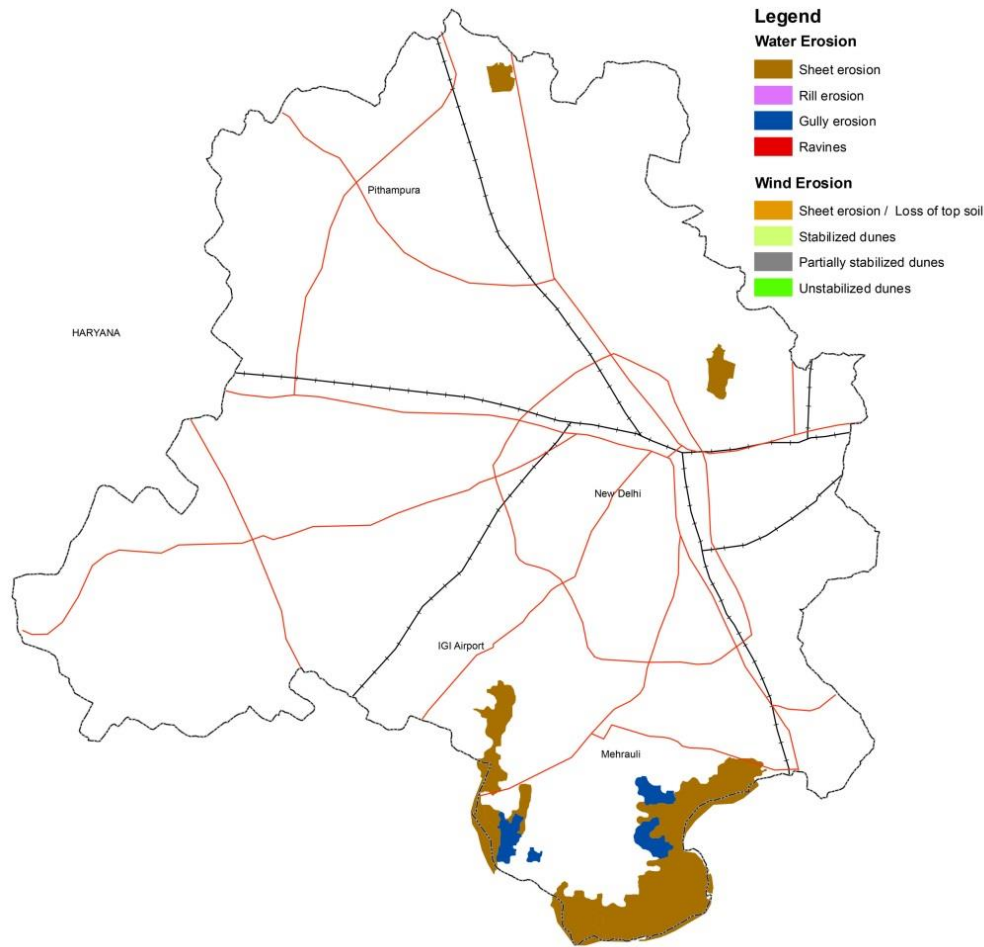 Legend
Water Erosion
Sheet erosion
Rill erosion
Gully erosion
Ravines
Wind Erosion
Sheet erosion / Loss of top soil
Stabilized dunes
Partially stabilized dunes
Unstabilized dunes
Pithampura
HARYANA
New Delhi
IGI Airport
Mehrauli